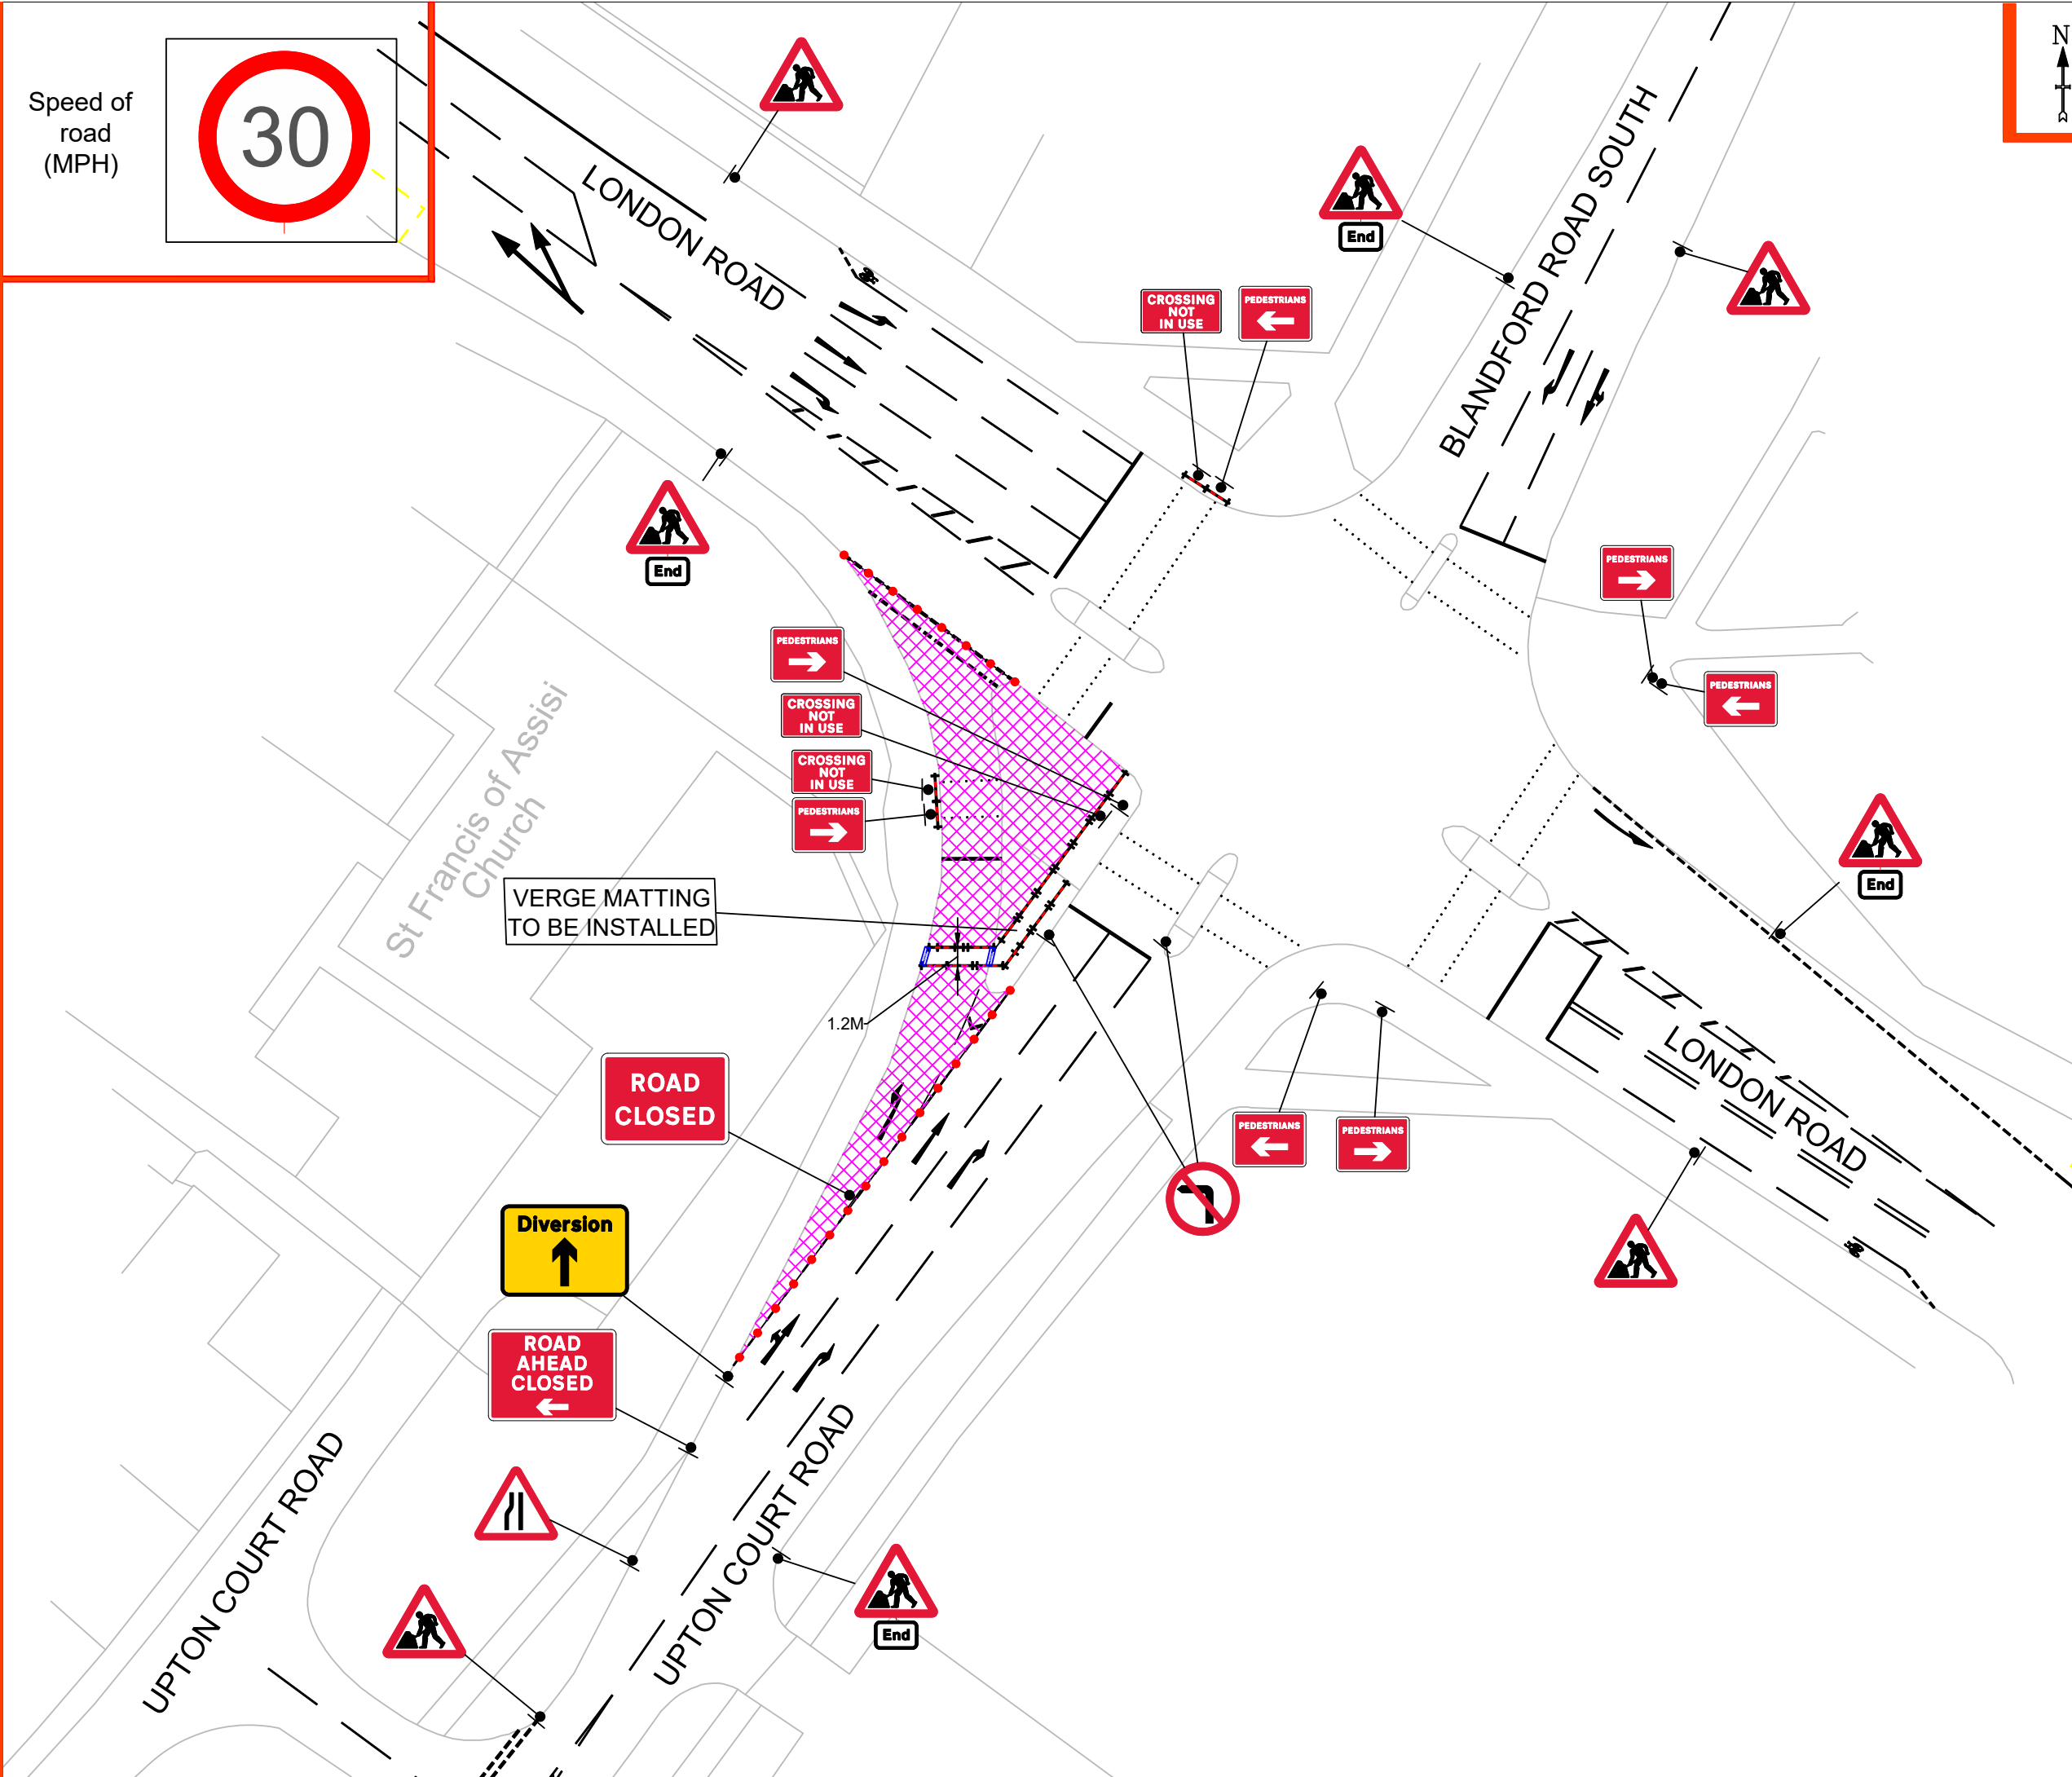 Speed of
road
(MPH)
30
N
LONDON ROAD
BLANDFORD ROAD SOUTH
End
CROSSING
NOT
IN USE
PEDESTRIANS
End
PEDESTRIANS
PEDESTRIANS
PEDESTRIANS
CROSSING
NOT
IN USE
CROSSING
NOT
IN USE
PEDESTRIANS
St Francis of Assisi
Church
VERGE MATTING
TO BE INSTALLED
End
1.2M
ROAD
CLOSED
LONDON ROAD
PEDESTRIANS
PEDESTRIANS
Diversion
ROAD
AHEAD
CLOSED
UPTON COURT ROAD
UPTON COURT ROAD
End